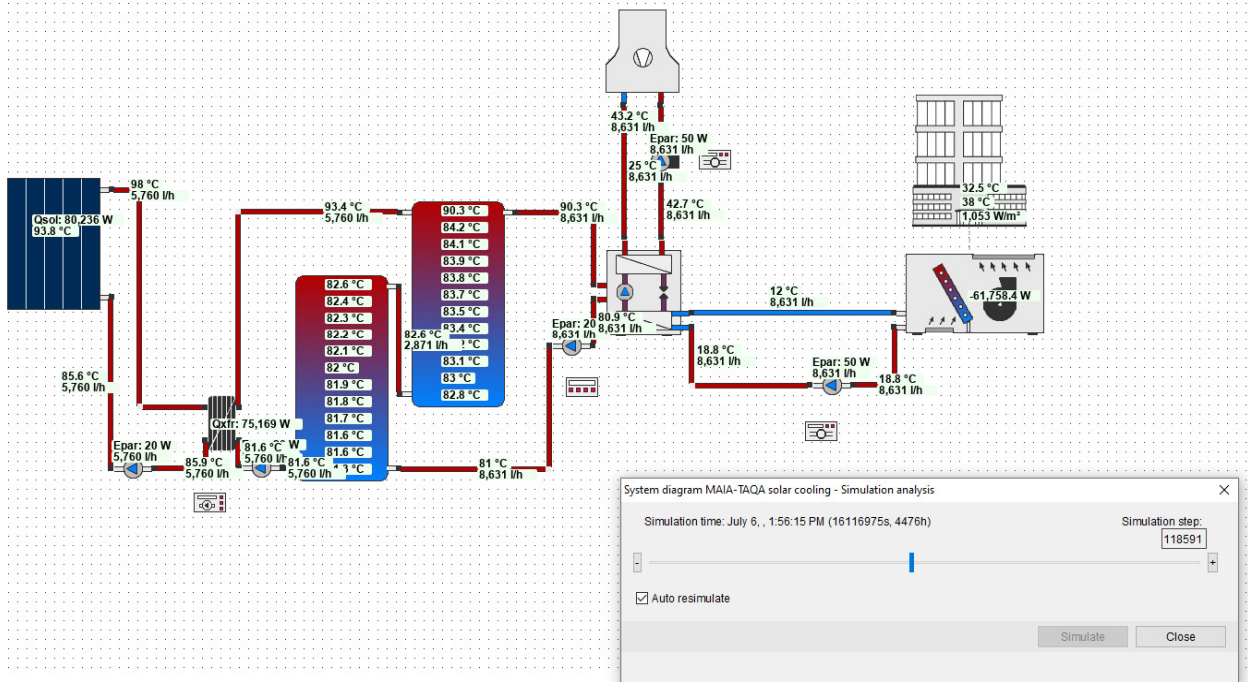 43.2 °C
8,631 l/h
Epar: 50 W
8,631 l/h
25 °C
8,631 l/h
42.7 °C
8,631 l/h
32.5 °C
38 °C
1,053 W/m²
98 °C
5,760 l/h
Qsol: 80,236 W
93.8 °C
93.4 °C
5,760 l/h
90.3 °C
84.2 °C
84.1 °C
83.9 °C
83.8 °C
83.7 °C
83.5 °C
83.4 °C
83.1 °C
83 °C
82.8 °C
90.3 °C
8,631 l/h
82.6 °C
82.4 °C
82.3 °C
82.2 °C
82.1 °C
82 °C
81.9 °C
81.8 °C
81.7 °C
81.6 °C
81.6 °C
82.6 °C
2,871 l/h
Epar: 20
8,631 l/h
80.9 °C
8,631 l/h
12 °C
8,631 l/h
-61,758.4 W
18.8 °C
8,631 l/h
Epar: 50 W
8,631 l/h
18.8 °C
8,631 l/h
85.6 °C
5,760 l/h
Qxfr: 75,169 W
Epar: 20 W
5,760 l/h
85.9 °C
5,760 l/h
81.6 °C
5,760 l/h
81.6 °C
5,760 l/h
81 °C
8,631 l/h
System diagram MAIA-TAQA solar cooling - Simulation analysis
Simulation time: July 6, , 1:56:15 PM (16116975s, 4476h)
Simulation step:
118591
-
+
Auto resimulate
Simulate
Close